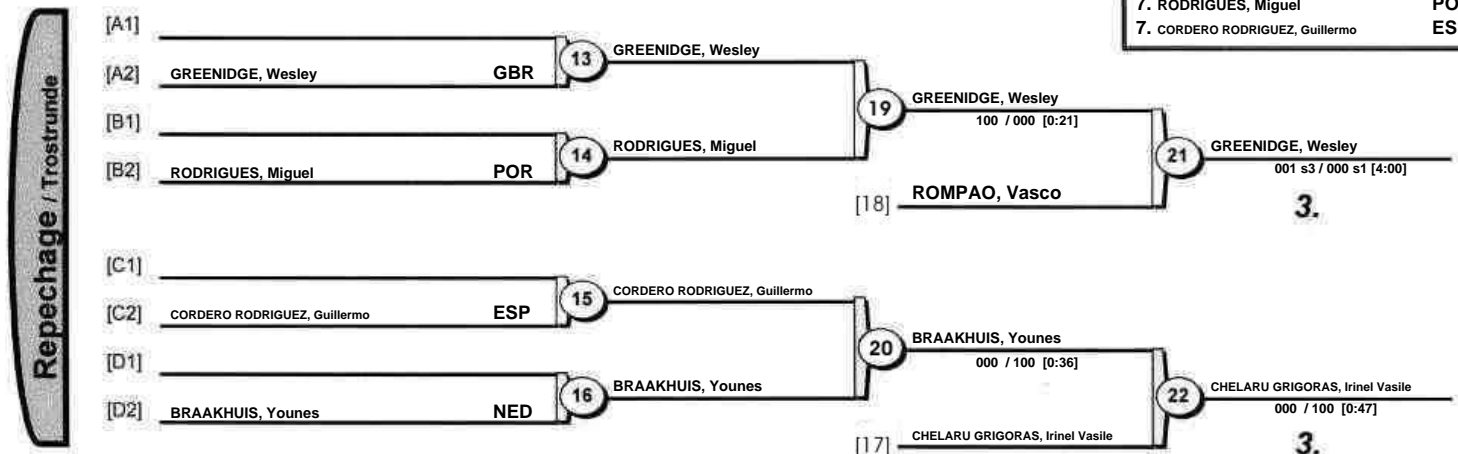 7. RODRIGUES, Miguel PO
7. CORDERO RODRIGUEZ, Guillermo ES
Repechage / Trostrunde
[A1]
[A2] GREENIDGE, Wesley GBR
13 GREENIDGE, Wesley
[B1]
[B2] RODRIGUES, Miguel POR
14 RODRIGUES, Miguel
19 GREENIDGE, Wesley
100 / 000 [0:21]
[18] ROMPAO, Vasco
21 GREENIDGE, Wesley
001 s3 / 000 s1 [4:00]
3.
[C1]
[C2] CORDERO RODRIGUEZ, Guillermo ESP
15 CORDERO RODRIGUEZ, Guillermo
[D1]
[D2] BRAAKHUIS, Younes NED
16 BRAAKHUIS, Younes
20 BRAAKHUIS, Younes
000 / 100 [0:36]
[17] CHELARU GRIGORAS, Irinel Vasile
22 CHELARU GRIGORAS, Irinel Vasile
000 / 100 [0:47]
3.